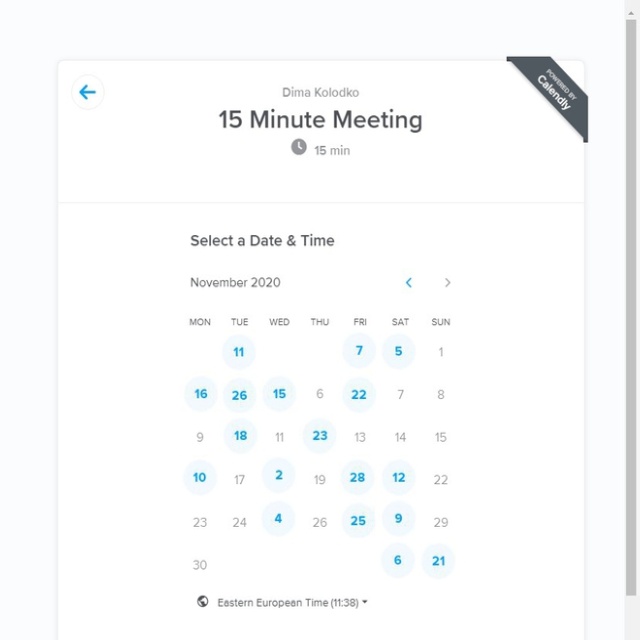 POWERED BY
Calendly
Dima Kolodko
15 Minute Meeting
15 min
Select a Date & Time
November 2020
MON TUE WED THU FRI SAT SUN
11 7 5 1
16 26 15 6 22 7 8
9 18 11 23 13 14 15
10 17 2 19 28 12 22
23 24 4 26 25 9 29
30 6 21
Eastern European Time (11:38)